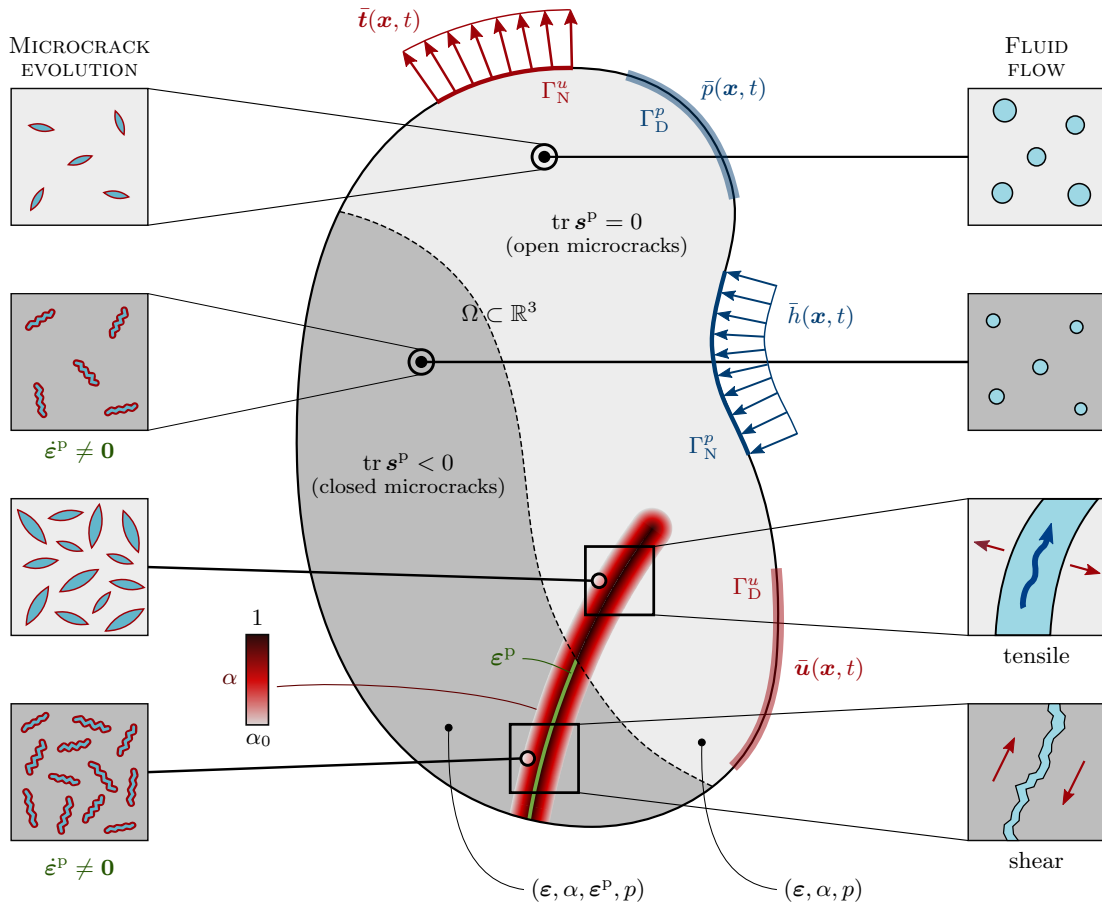 MICROCRACK
EVOLUTION
t̄(x, t)
Γ_N^u
p̄(x, t)
Γ_D^p
FLUID
FLOW
tr s^p = 0
(open microcracks)
Ω ⊂ ℝ³
h̄(x, t)
Γ_N^p
ε̇^p ≠ 0
tr s^p < 0
(closed microcracks)
Γ_D^u
1
ε^p
ū(x, t)
tensile
α
α₀
ε̇^p ≠ 0
shear
(ε, α, ε^p, p)
(ε, α, p)